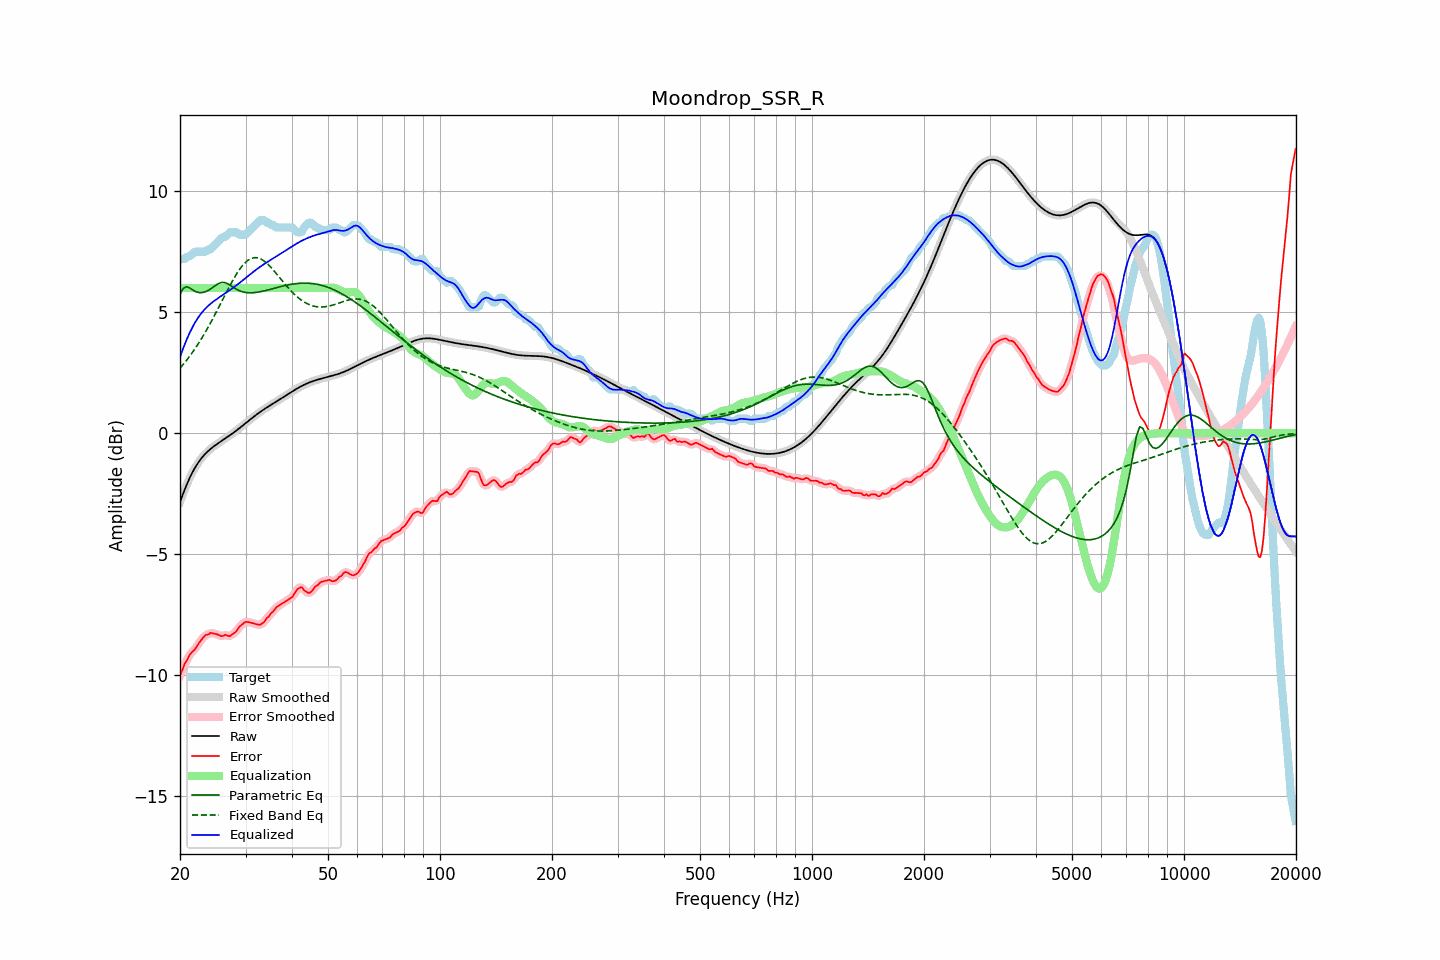 Moondrop_SSR_R
Amplitude (dBr)
10
5
0
−5
−10
−15
Target
Raw Smoothed
Error Smoothed
Raw
Error
Equalization
Parametric Eq
Fixed Band Eq
Equalized
20 50 100 200 500 1000 2000 5000 10000 20000
Frequency (Hz)